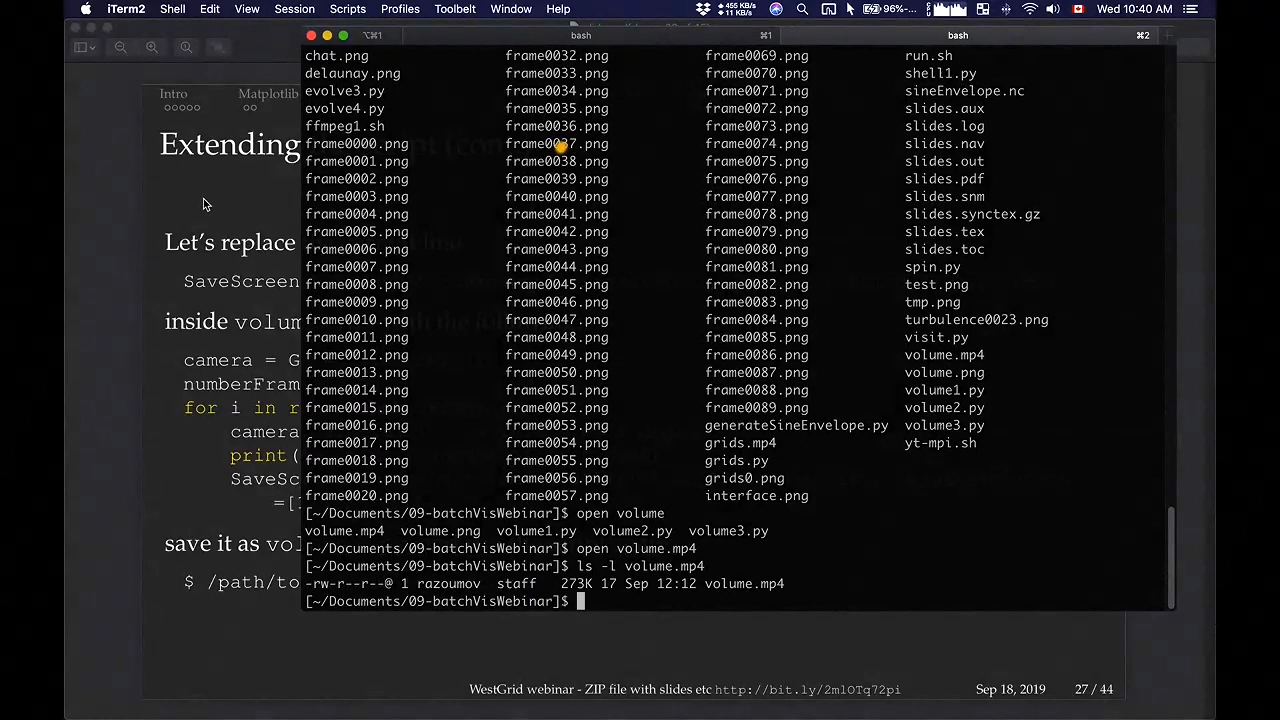 iTerm2 Shell Edit View Session Scripts Profiles Toolbelt Window Help 455 KB/s 11 KB/s 96% Wed 10:40 AM
⌥⌘1 bash ⌘1 bash ⌘2
Intro Matplotlib
Extending
Let's replace
SaveScreen
inside volum
camera = G
numberFram
for i in r
camera
print(
SaveSc
=[
save it as vol
$ /path/to
chat.png frame0032.png frame0069.png run.sh
delaunay.png frame0033.png frame0070.png shell1.py
evolve3.py frame0034.png frame0071.png sineEnvelope.nc
evolve4.py frame0035.png frame0072.png slides.aux
ffmpeg1.sh frame0036.png frame0073.png slides.log
frame0000.png frame0037.png frame0074.png slides.nav
frame0001.png frame0038.png frame0075.png slides.out
frame0002.png frame0039.png frame0076.png slides.pdf
frame0003.png frame0040.png frame0077.png slides.snm
frame0004.png frame0041.png frame0078.png slides.synctex.gz
frame0005.png frame0042.png frame0079.png slides.tex
frame0006.png frame0043.png frame0080.png slides.toc
frame0007.png frame0044.png frame0081.png spin.py
frame0008.png frame0045.png frame0082.png test.png
frame0009.png frame0046.png frame0083.png tmp.png
frame0010.png frame0047.png frame0084.png turbulence0023.png
frame0011.png frame0048.png frame0085.png visit.py
frame0012.png frame0049.png frame0086.png volume.mp4
frame0013.png frame0050.png frame0087.png volume.png
frame0014.png frame0051.png frame0088.png volume1.py
frame0015.png frame0052.png frame0089.png volume2.py
frame0016.png frame0053.png generateSineEnvelope.py volume3.py
frame0017.png frame0054.png grids.mp4 yt-mpi.sh
frame0018.png frame0055.png grids.py
frame0019.png frame0056.png grids0.png
frame0020.png frame0057.png interface.png
[~/Documents/09-batchVisWebinar]$ open volume
volume.mp4 volume.png volume1.py volume2.py volume3.py
[~/Documents/09-batchVisWebinar]$ open volume.mp4
[~/Documents/09-batchVisWebinar]$ ls -l volume.mp4
-rw-r--r--@ 1 razoumov staff 273K 17 Sep 12:12 volume.mp4
[~/Documents/09-batchVisWebinar]$
WestGrid webinar - ZIP file with slides etc http://bit.ly/2mlOTq72pi Sep 18, 2019 27 / 44